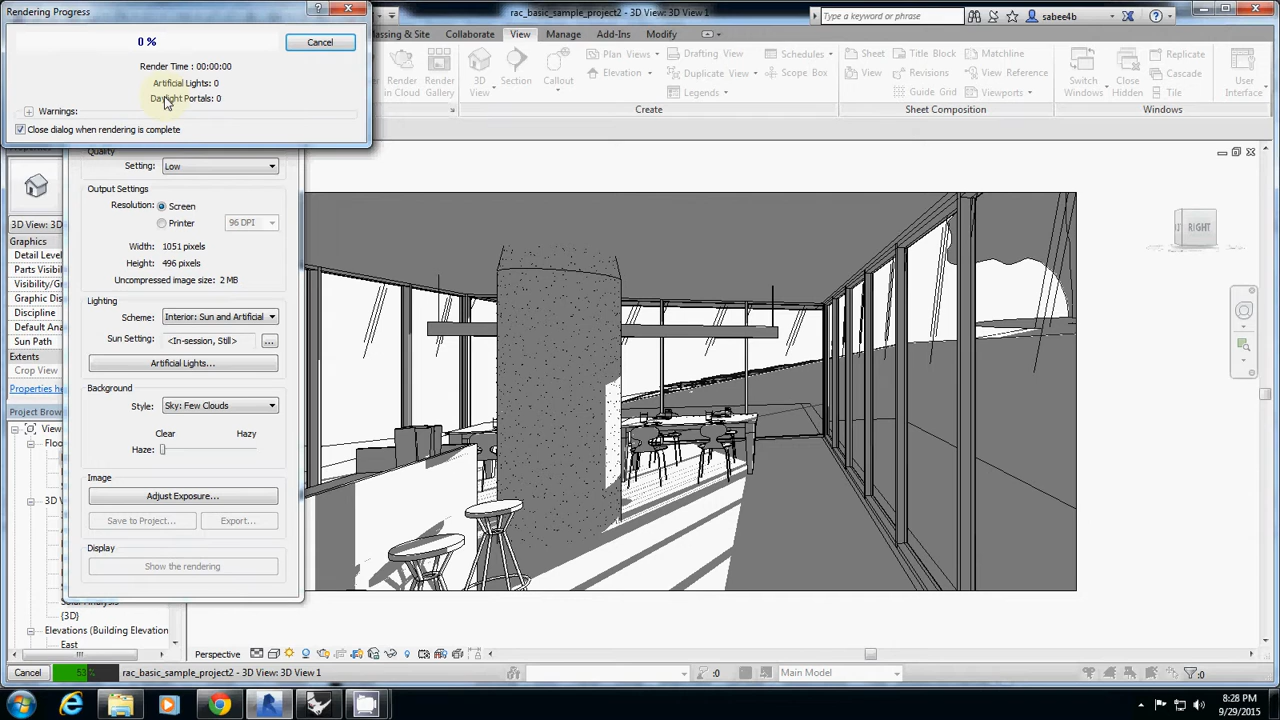 Rendering Progress
rac_basic_sample_project2 - 3D View: 3D View 1
Type a keyword or phrase
sabee4b
0 %
Cancel
Render Time : 00:00:00
Artificial Lights: 0
Daylight Portals: 0
Warnings:
Close dialog when rendering is complete
Massing & Site
Collaborate
View
Manage
Add-Ins
Modify
Render in Cloud
Render Gallery
3D View
Section
Callout
Plan Views
Elevation
Drafting View
Duplicate View
Legends
Schedules
Scope Box
Sheet
View
Title Block
Revisions
Guide Grid
Matchline
View Reference
Viewports
Switch Windows
Close Hidden
Replicate
Cascade
User Interface
Create
Sheet Composition
Windows
Quality
Setting: Low
Output Settings
Resolution: Screen
Printer 96 DPI
Width: 1051 pixels
Height: 496 pixels
Uncompressed image size: 2 MB
Lighting
Scheme: Interior: Sun and Artificial
Sun Setting: <In-session, Still> ...
Artificial Lights...
Background
Style: Sky: Few Clouds
Clear Hazy
Haze:
Image
Adjust Exposure...
Save to Project... Export...
Display
Show the rendering
3D View: 3D
Graphics
Detail Level
Parts Visibili
Visibility/Gr
Graphic Dis
Discipline
Default Ana
Sun Path
Extents
Crop View
Properties he
Project Brow
View
Floo
3D V
{3D}
Elevations (Building Elevation
East
RIGHT
Perspective
Cancel
53 %
rac_basic_sample_project2 - 3D View: 3D View 1
:0
Main Model
:0
8:28 PM
9/29/2015